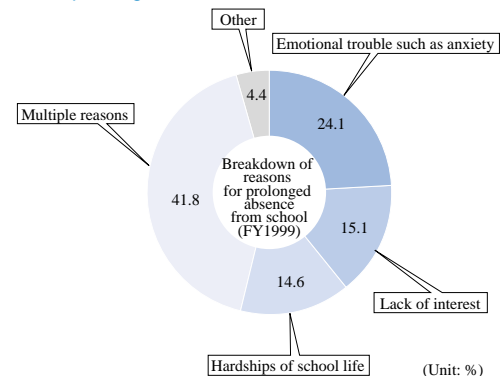 Other
Emotional trouble such as anxiety
4.4
24.1
Multiple reasons
Breakdown of
reasons
for prolonged
absence
from school
(FY1999)
41.8
15.1
14.6
Lack of interest
Hardships of school life
(Unit: %)